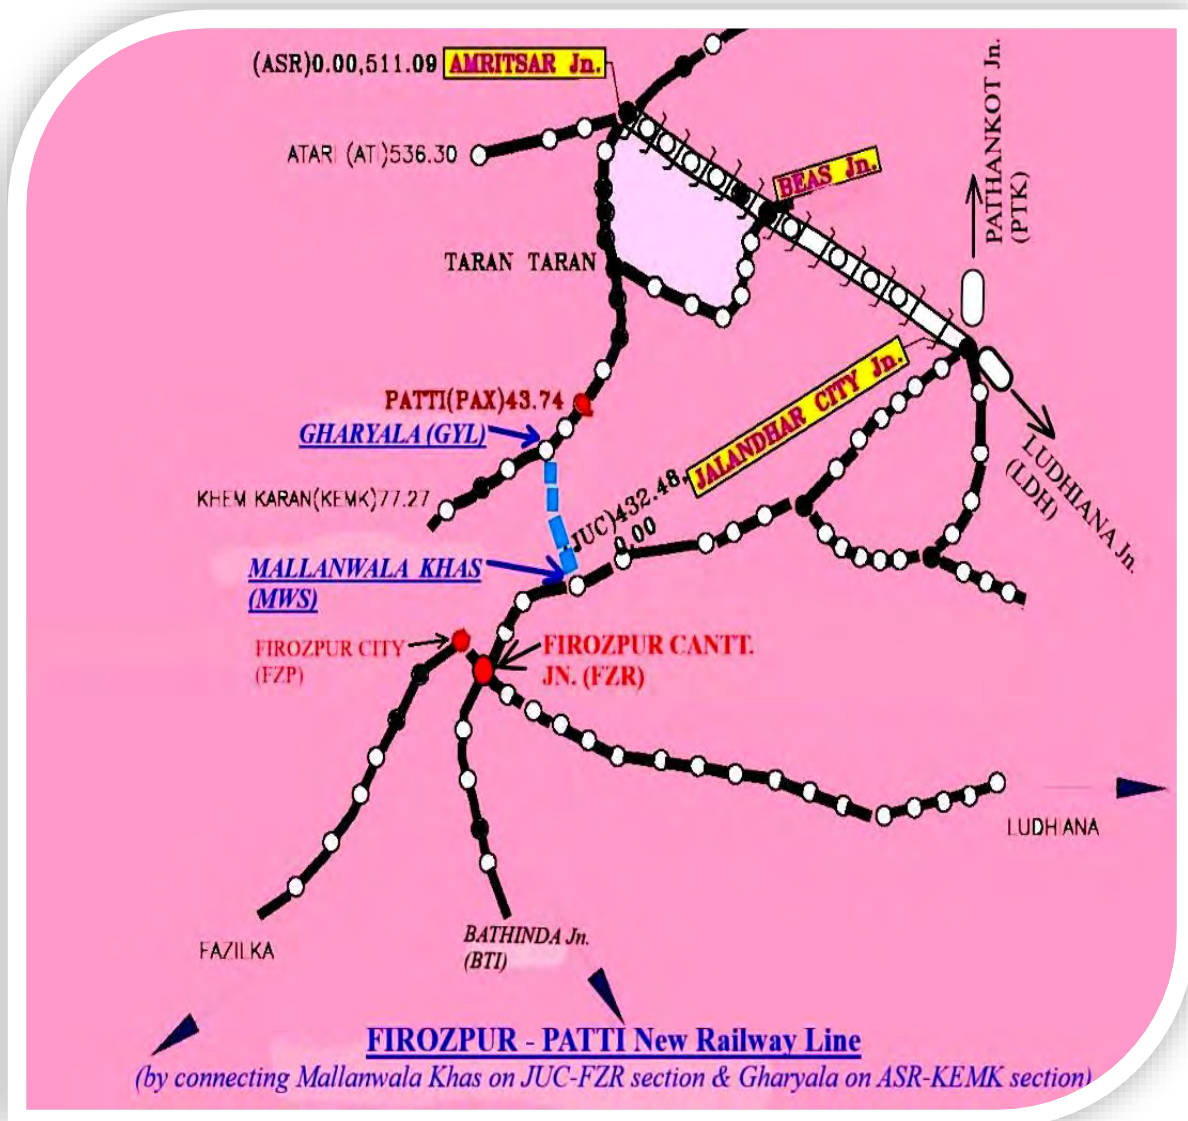 (ASR)0.00,511.09 AMRITSAR Jn.
ATARI (ATI)536.30
BEAS Jn.
PATHANKOT Jn.
(PTK)
TARAN TARAN
PATTI(PAX)43.74
GHARYALA (GYL)
JALANDHAR CITY Jn.
JUC)432.48,
0.00
LUDHIANA Jn.
(LDH)
KHEM KARAN(KEMK)77.27
MALLANWALA KHAS
(MWS)
FIROZPUR CITY
(FZP)
FIROZPUR CANTT.
JN. (FZR)
LUDHIANA
FAZILKA
BATHINDA Jn.
(BTI)
FIROZPUR - PATTI New Railway Line
(by connecting Mallanwala Khas on JUC-FZR section & Gharyala on ASR-KEMK section)